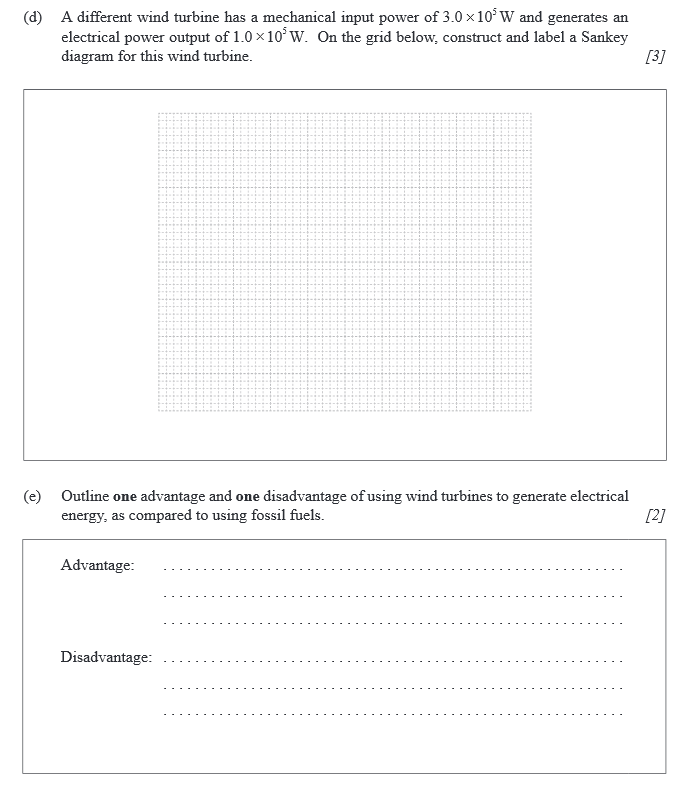 (d) A different wind turbine has a mechanical input power of 3.0×10⁵ W and generates an
electrical power output of 1.0×10⁵ W. On the grid below, construct and label a Sankey
diagram for this wind turbine. [3]
(e) Outline one advantage and one disadvantage of using wind turbines to generate electrical
energy, as compared to using fossil fuels. [2]
Advantage:
Disadvantage: